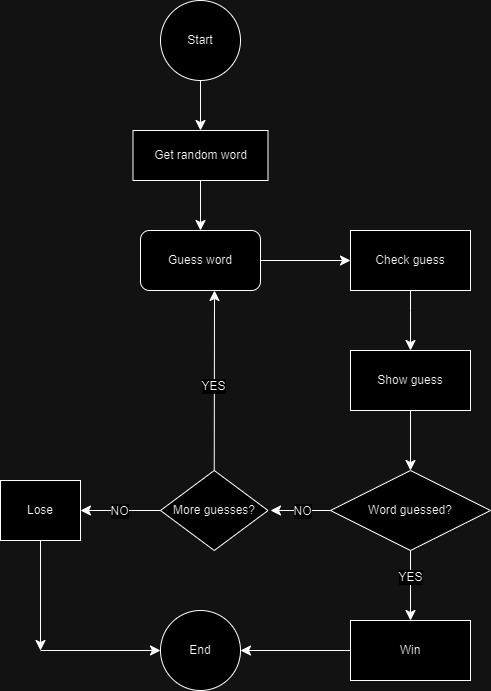 Start
Get random word
Guess word
Check guess
YES
Show guess
Lose
NO
More guesses?
NO
Word guessed?
YES
End
Win